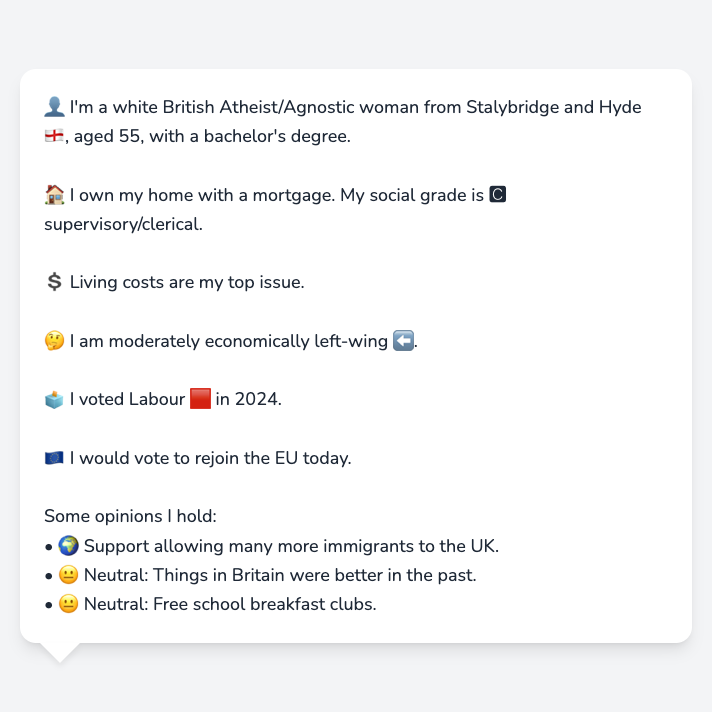 👤 I'm a white British Atheist/Agnostic woman from Stalybridge and Hyde
🏴󠁧󠁢󠁥󠁮󠁧󠁿, aged 55, with a bachelor's degree.
🏠 I own my home with a mortgage. My social grade is 🅲
supervisory/clerical.
💲 Living costs are my top issue.
🤔 I am moderately economically left-wing ⬅️.
🗳️ I voted Labour 🟥 in 2024.
🇪🇺 I would vote to rejoin the EU today.
Some opinions I hold:
• 🌍 Support allowing many more immigrants to the UK.
• 😐 Neutral: Things in Britain were better in the past.
• 😐 Neutral: Free school breakfast clubs.